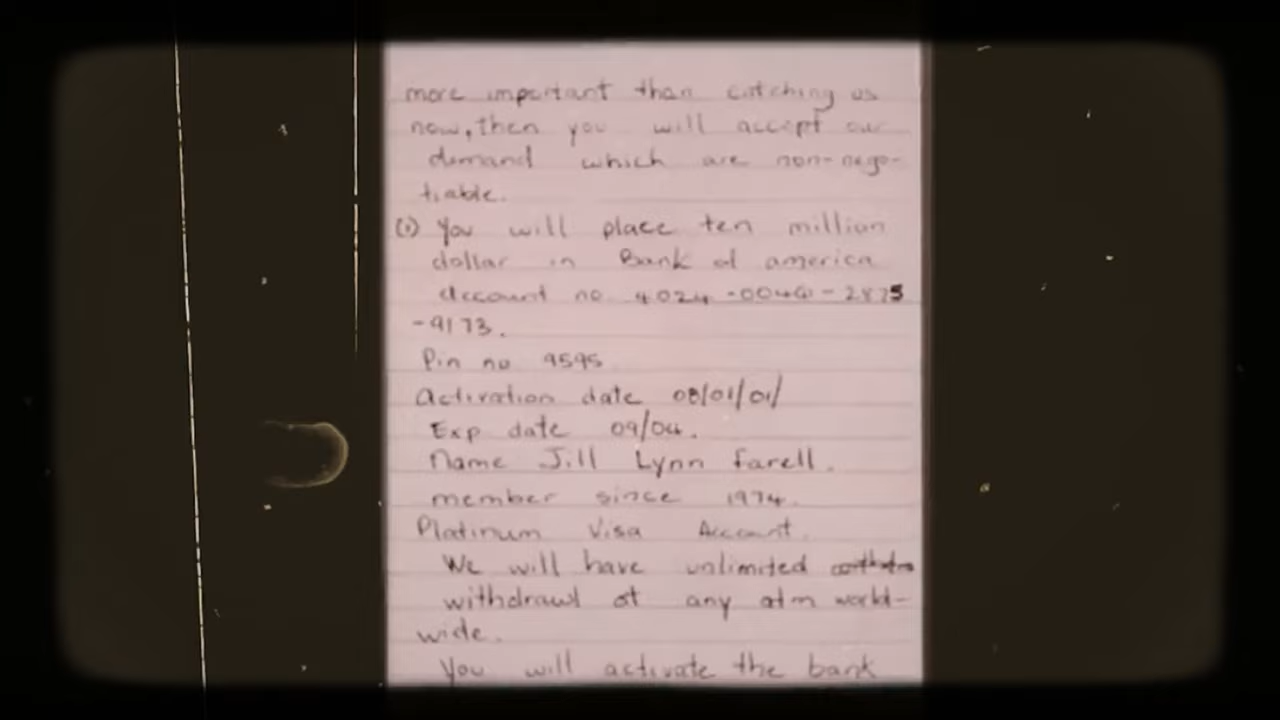 more important than catching us
now, then you will accept our
demand which are non-nego-
tiable.
(1) You will place ten million
dollar in Bank of america
account no 4024-0044-2875
-9173.
Pin no 9595
Activation date 08/01/01/
Exp date 09/04.
Name Jill Lynn Farell.
member since 1974.
Platinum Visa Account.
We will have unlimited
withdrawl at any atm world-
wide.
You will activate the bank